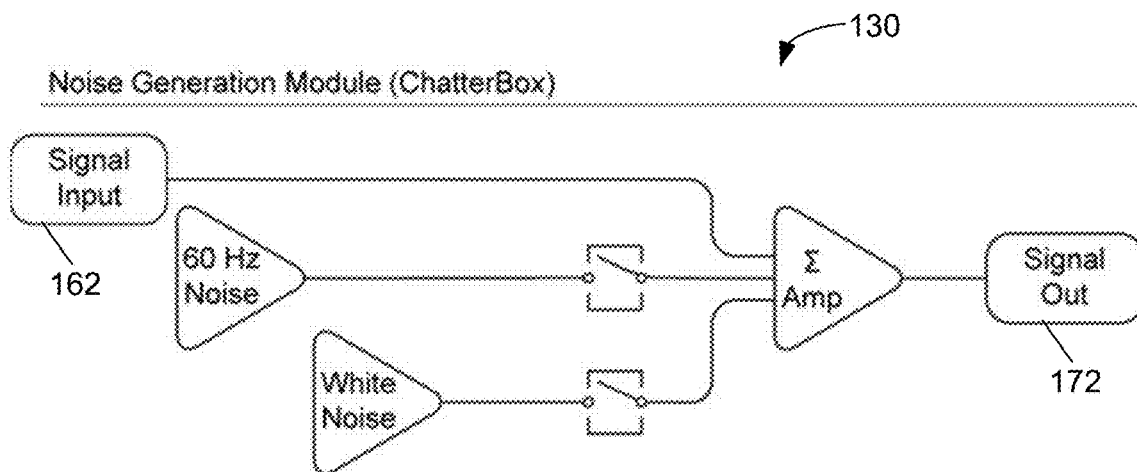 130
Noise Generation Module (ChatterBox)
Signal
Input
162
60 Hz
Noise
White
Noise
Σ
Amp
Signal
Out
172